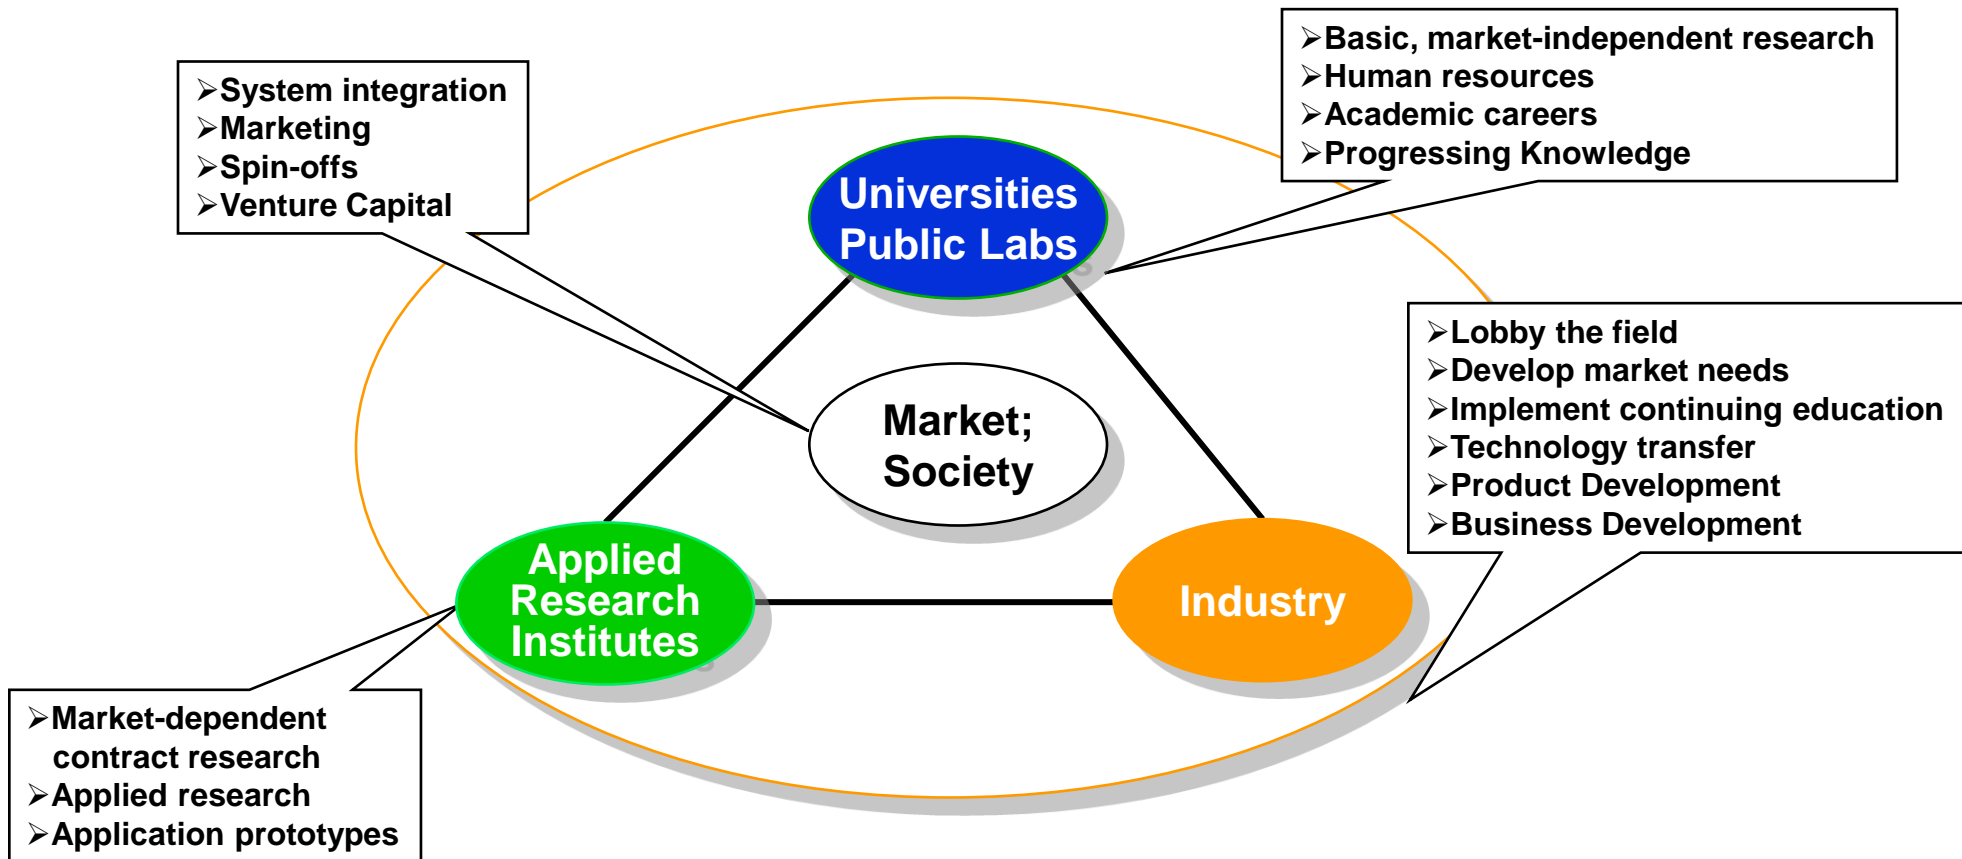 ➢System integration
➢Marketing
➢Spin-offs
➢Venture Capital
➢Basic, market-independent research
➢Human resources
➢Academic careers
➢Progressing Knowledge
Universities
Public Labs
Market;
Society
➢Lobby the field
➢Develop market needs
➢Implement continuing education
➢Technology transfer
➢Product Development
➢Business Development
Applied
Research
Institutes
Industry
➢Market-dependent
contract research
➢Applied research
➢Application prototypes